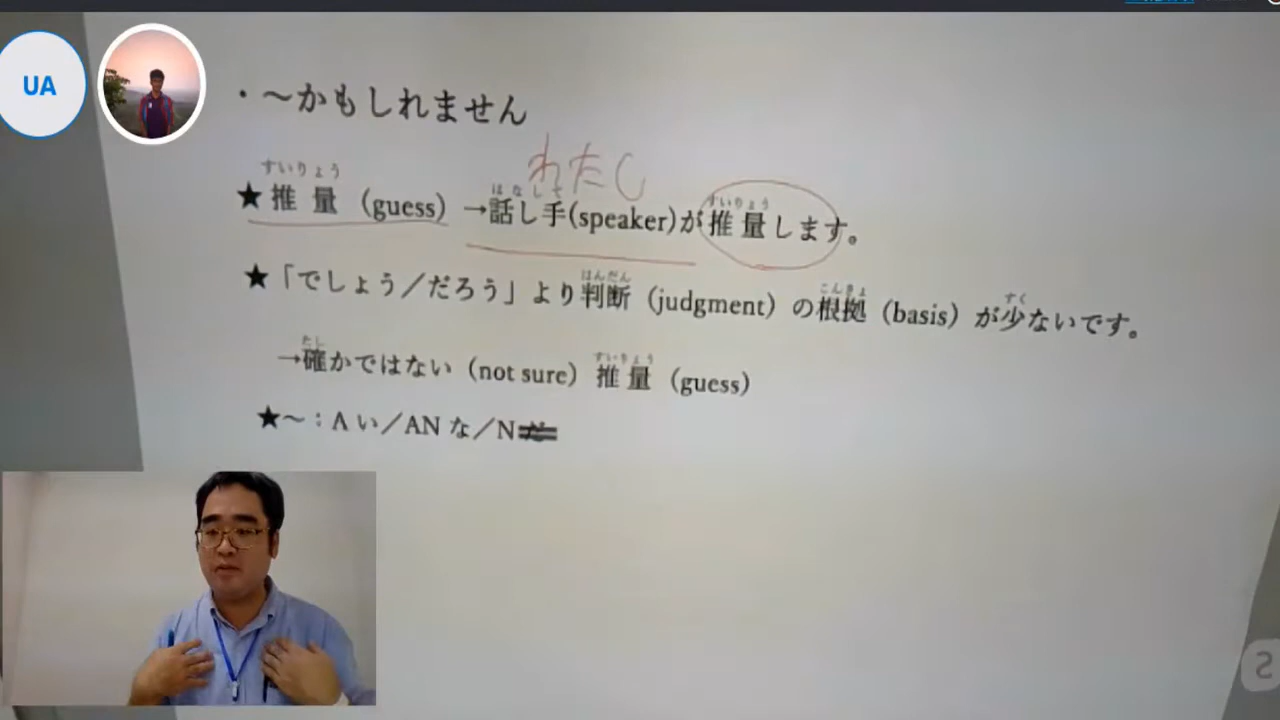 UA
・〜かもしれません
わたし
すいりょう はなして すいりょう
★推量（guess）→話し手(speaker)が推量します。
はんだん こんきょ すく
★「でしょう／だろう」より判断（judgment）の根拠（basis）が少ないです。
たし すいりょう
→確かではない（not sure）推量（guess）
★〜：Aい／ANな／Nだ